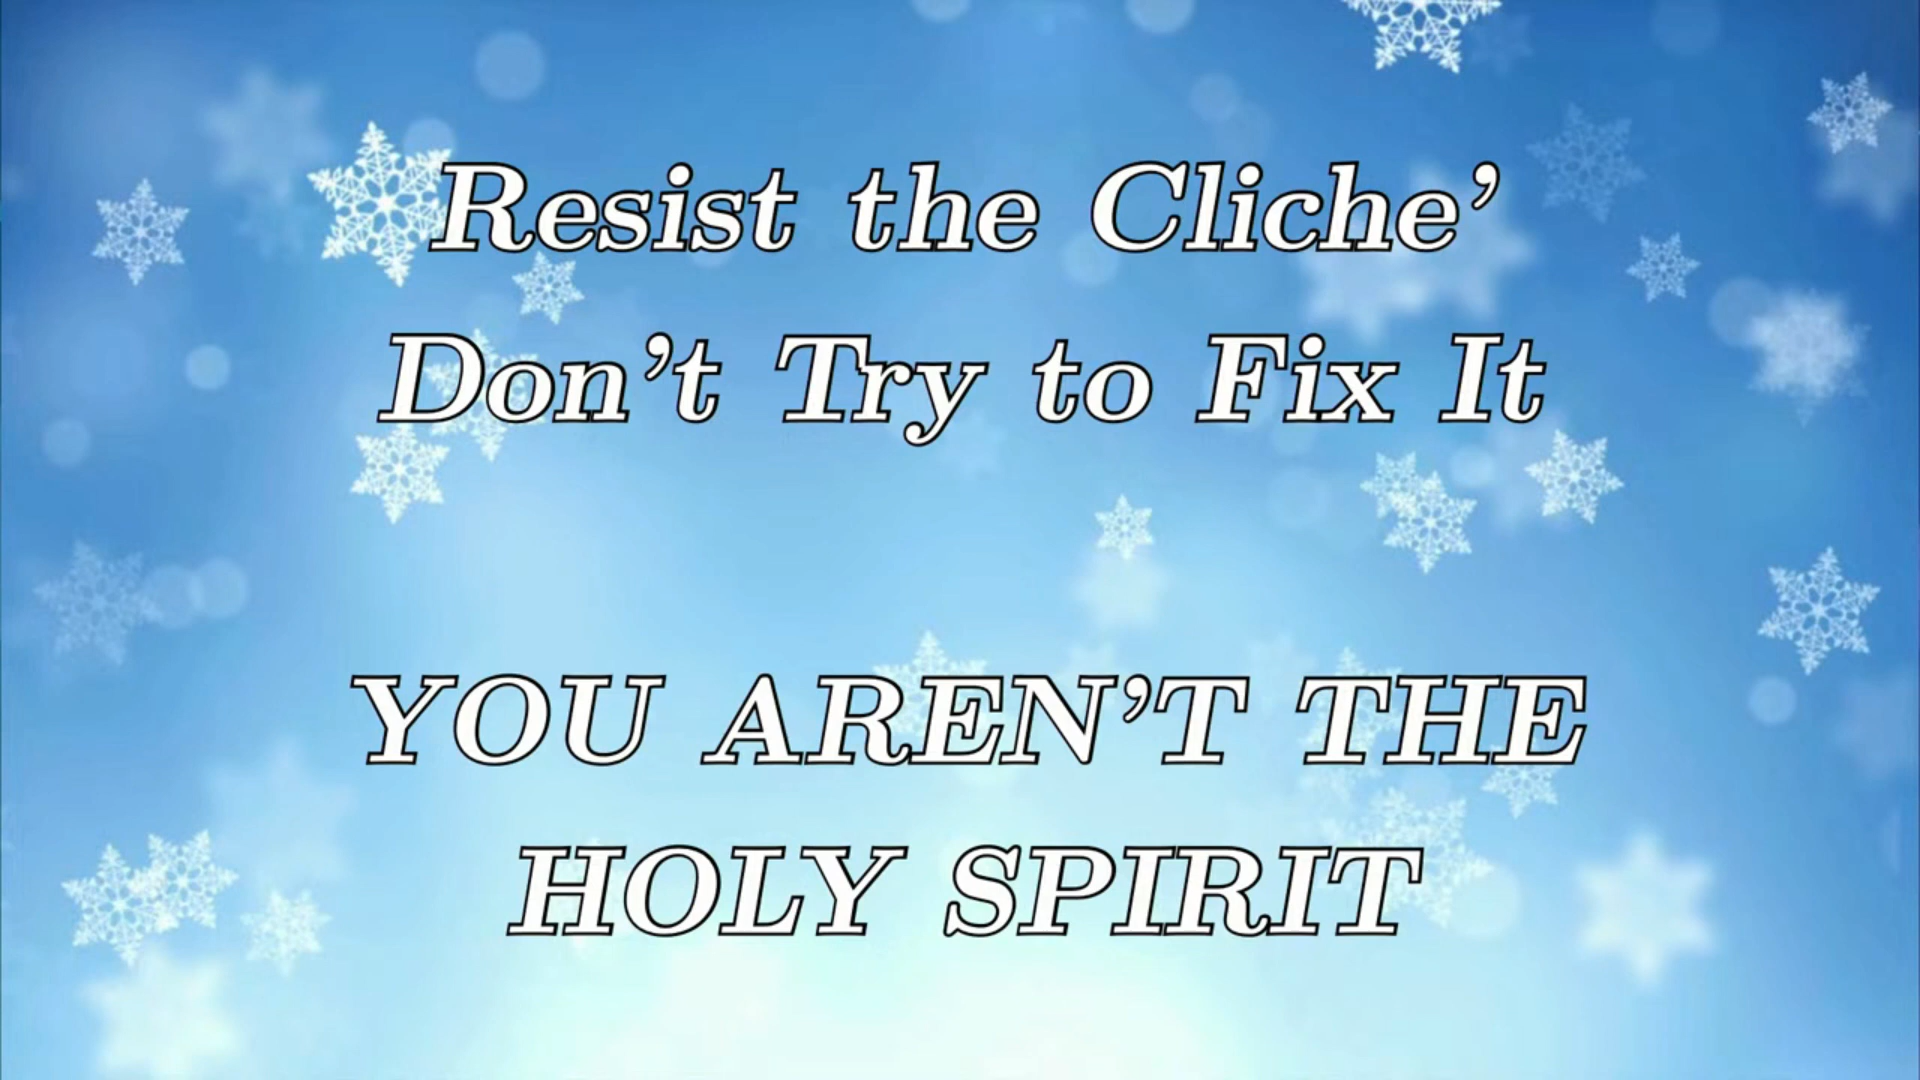 Resist the Cliche’
Don’t Try to Fix It
YOU AREN’T THE
HOLY SPIRIT